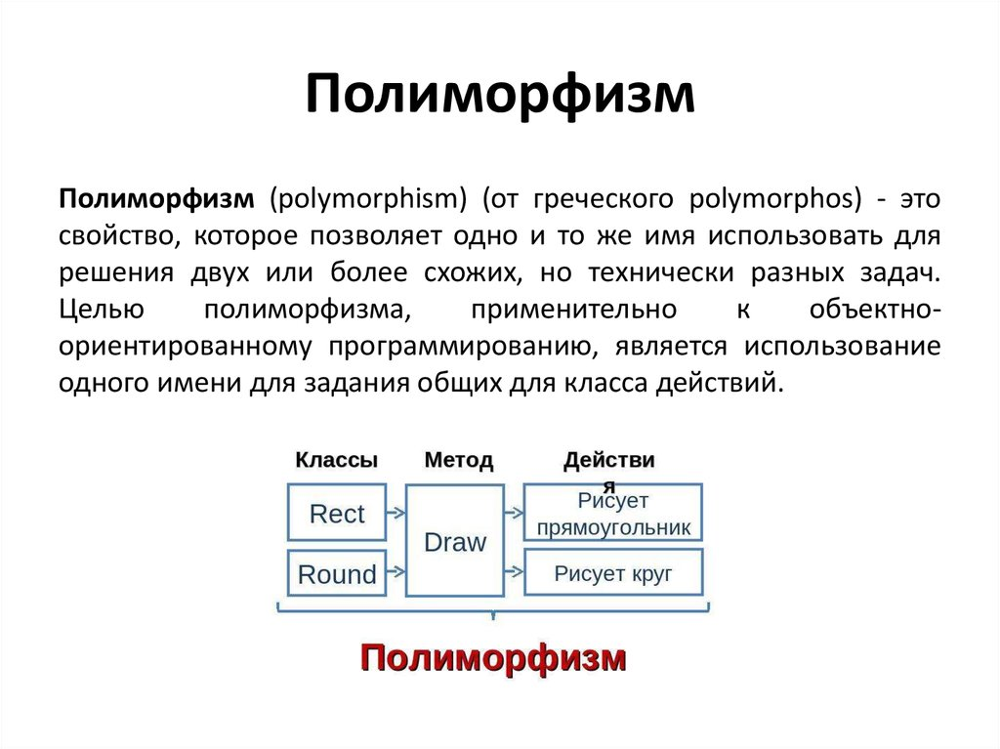 Полиморфизм
Полиморфизм (polymorphism) (от греческого polymorphos) - это
свойство, которое позволяет одно и то же имя использовать для
решения двух или более схожих, но технически разных задач.
Целью полиморфизма, применительно к объектно-
ориентированному программированию, является использование
одного имени для задания общих для класса действий.
Классы Метод Действи
я
Rect
Draw
Рисует
прямоугольник
Round
Рисует круг
Полиморфизм